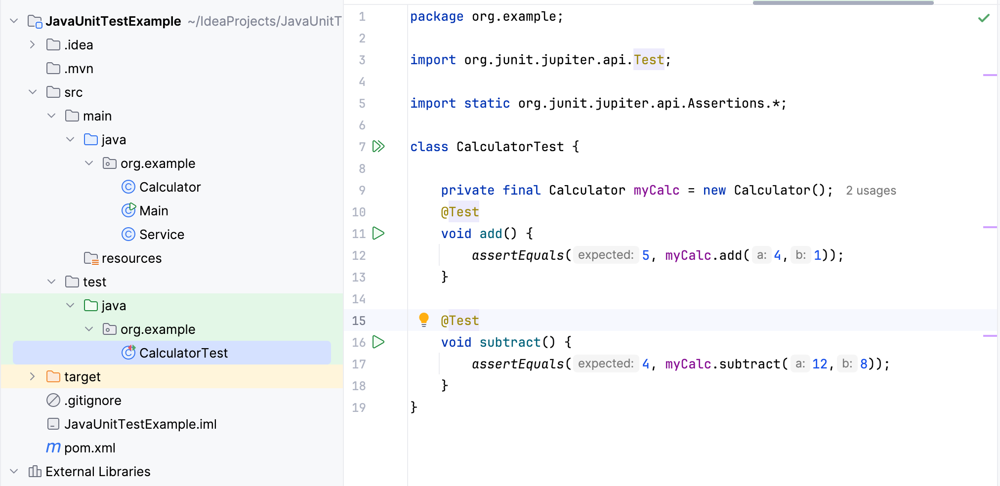 JavaUnitTestExample ~/IdeaProjects/JavaUnitT
.idea
.mvn
src
main
java
org.example
Calculator
Main
Service
resources
test
java
org.example
CalculatorTest
target
.gitignore
JavaUnitTestExample.iml
m pom.xml
External Libraries
1 package org.example;
2
3 import org.junit.jupiter.api.Test;
4
5 import static org.junit.jupiter.api.Assertions.*;
6
7 class CalculatorTest {
8
9 private final Calculator myCalc = new Calculator(); 2 usages
10 @Test
11 void add() {
12 assertEquals( expected: 5, myCalc.add( a: 4, b: 1));
13 }
14
15 @Test
16 void subtract() {
17 assertEquals( expected: 4, myCalc.subtract( a: 12, b: 8));
18 }
19 }